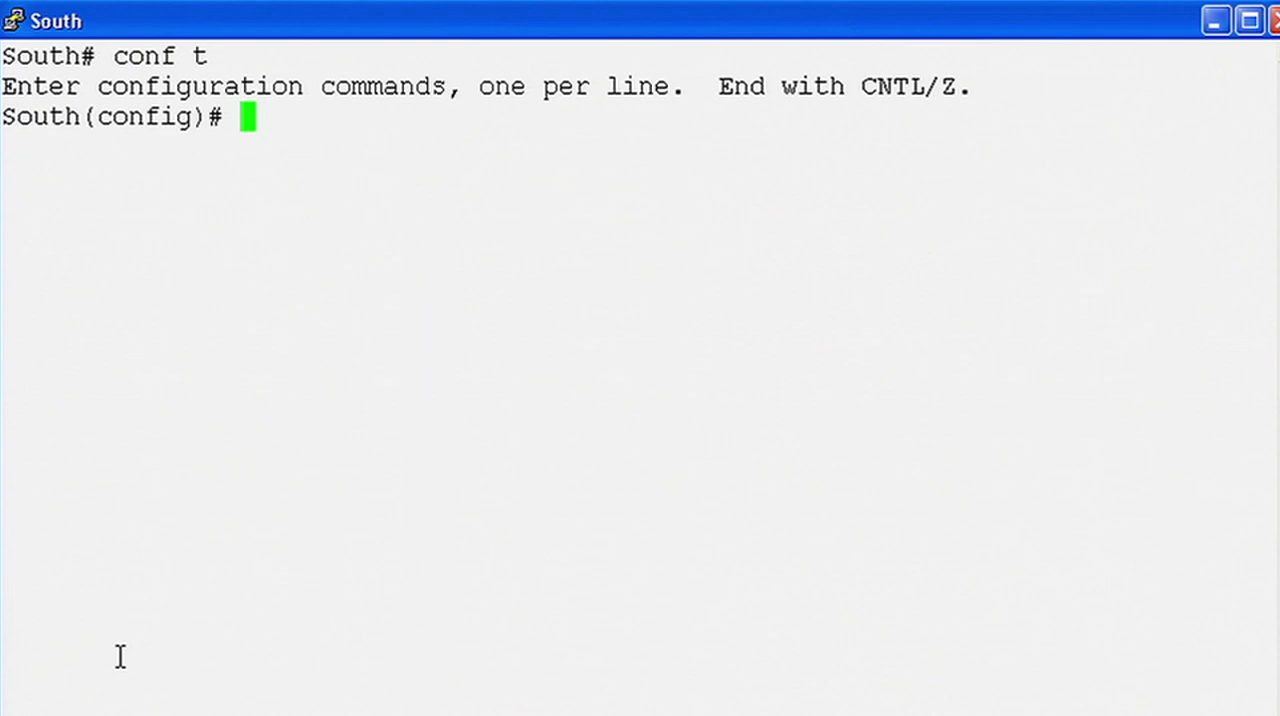 South
South# conf t
Enter configuration commands, one per line.  End with CNTL/Z.
South(config)#